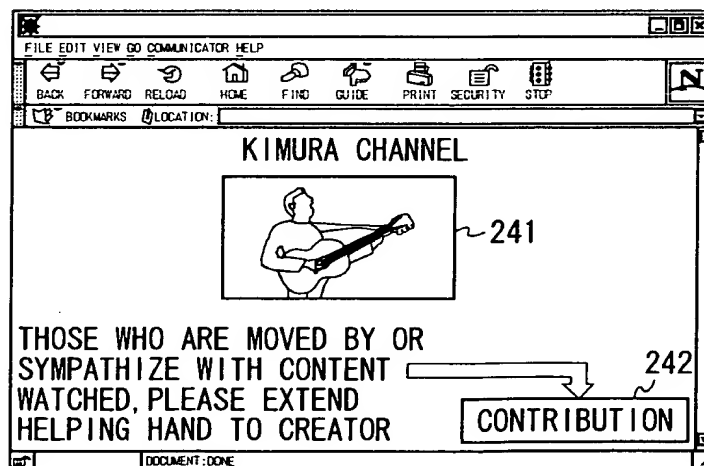 FILE EDIT VIEW GO COMMUNICATOR HELP
BACK FORWARD RELOAD HOME FIND GUIDE PRINT SECURITY STOP
N
BOOKMARKS LOCATION:
KIMURA CHANNEL
241
THOSE WHO ARE MOVED BY OR
SYMPATHIZE WITH CONTENT
WATCHED, PLEASE EXTEND
HELPING HAND TO CREATOR
242
CONTRIBUTION
DOCUMENT:DONE